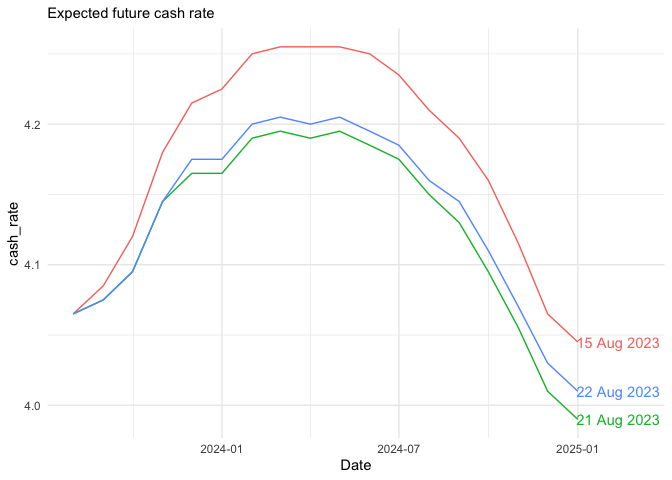 Expected future cash rate
cash_rate
4.2
4.1
4.0
15 Aug 2023
22 Aug 2023
21 Aug 2023
2024-01
2024-07
2025-01
Date